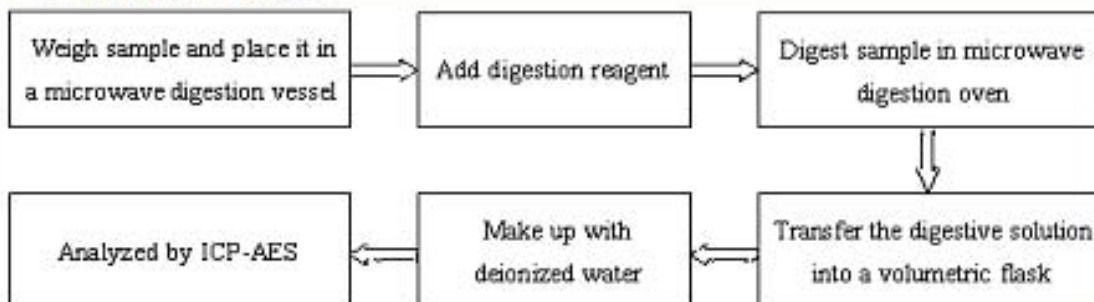 Weigh sample and place it in
a microwave digestion vessel
Add digestion reagent
Digest sample in microwave
digestion oven
Transfer the digestive solution
into a volumetric flask
Make up with
deionized water
Analyzed by ICP-AES